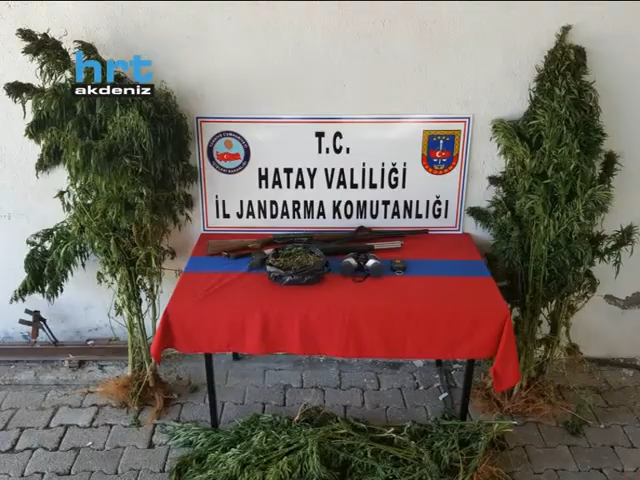 hrt
akdeniz
T.C.
HATAY VALİLİĞİ
İL JANDARMA KOMUTANLIĞI